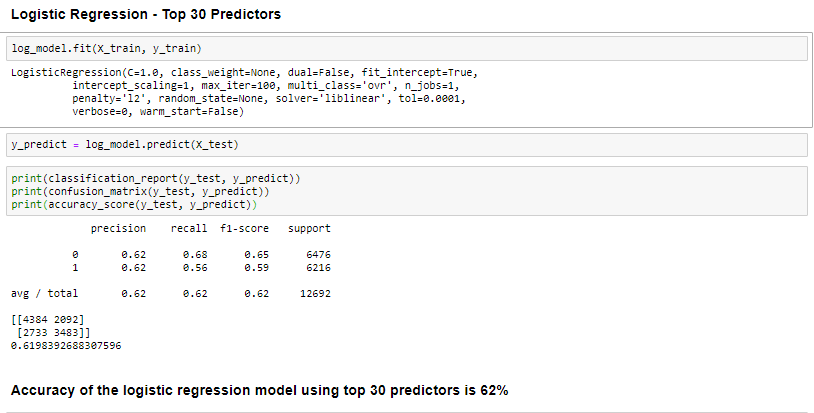 Logistic Regression - Top 30 Predictors
log_model.fit(X_train, y_train)
LogisticRegression(C=1.0, class_weight=None, dual=False, fit_intercept=True,
intercept_scaling=1, max_iter=100, multi_class='ovr', n_jobs=1,
penalty='l2', random_state=None, solver='liblinear', tol=0.0001,
verbose=0, warm_start=False)
y_predict = log_model.predict(X_test)
print(classification_report(y_test, y_predict))
print(confusion_matrix(y_test, y_predict))
print(accuracy_score(y_test, y_predict))
precision recall f1-score support
0 0.62 0.68 0.65 6476
1 0.62 0.56 0.59 6216
avg / total 0.62 0.62 0.62 12692
[[4384 2092]
[2733 3483]]
0.6198392688307596
Accuracy of the logistic regression model using top 30 predictors is 62%